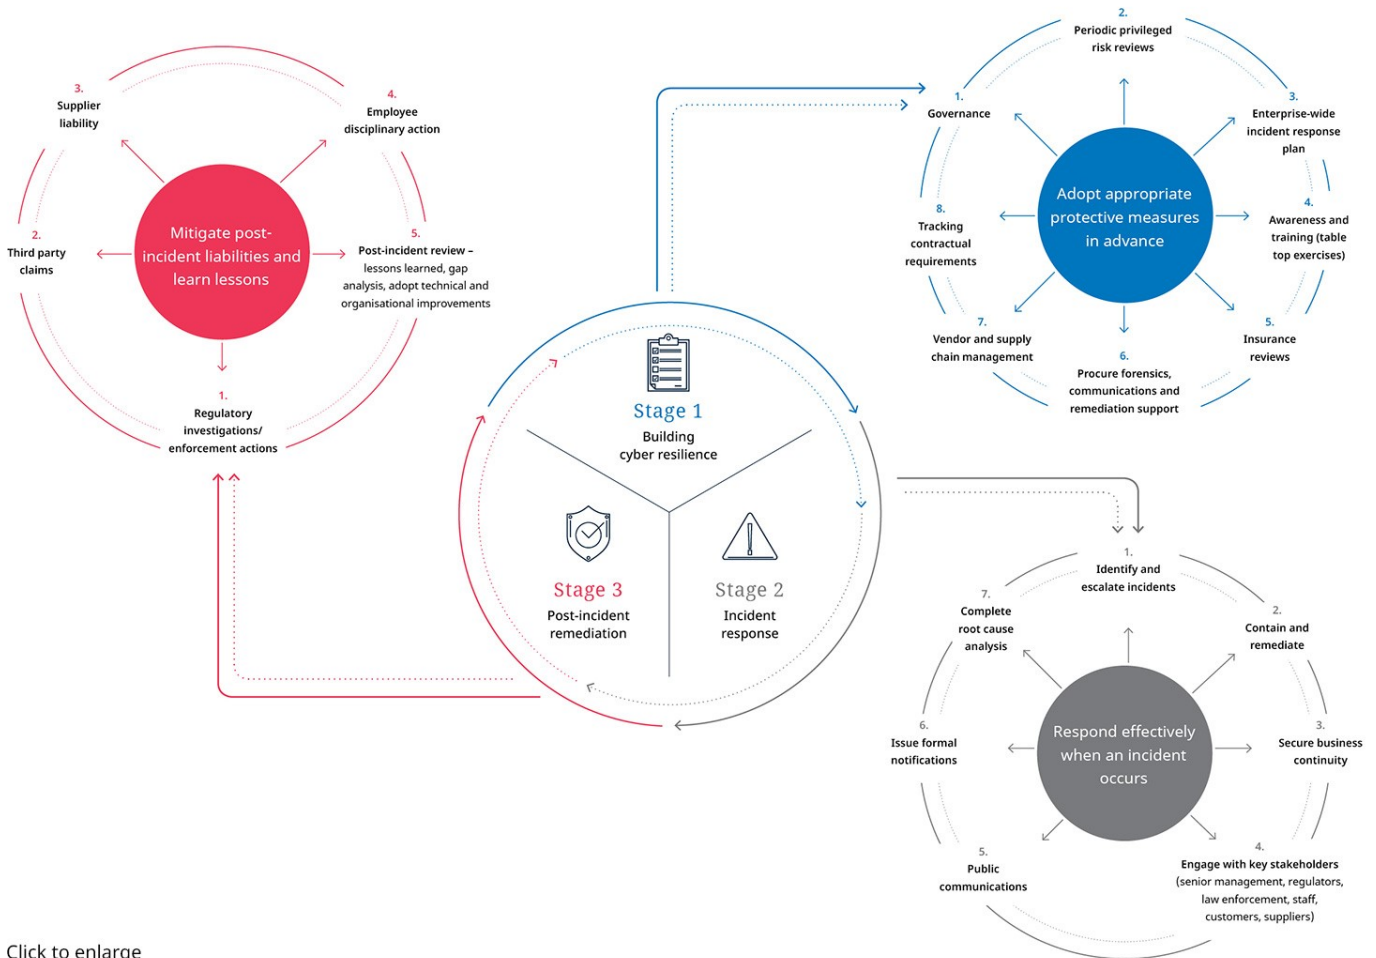 3.
Supplier
liability
4.
Employee
disciplinary action
2.
Third party
claims
Mitigate post-
incident liabilities and
learn lessons
5.
Post-incident review –
lessons learned, gap
analysis, adopt technical and
organisational improvements
1.
Regulatory
investigations/
enforcement actions
2.
Periodic privileged
risk reviews
1.
Governance
3.
Enterprise-wide
incident response
plan
Adopt appropriate
protective measures
in advance
8.
Tracking
contractual
requirements
4.
Awareness and
training (table
top exercises)
7.
Vendor and supply
chain management
5.
Insurance
reviews
6.
Procure forensics,
communications and
remediation support
Stage 1
Building
cyber resilience
Stage 3
Post-incident
remediation
Stage 2
Incident
response
1.
Identify and
escalate incidents
7.
Complete
root cause
analysis
2.
Contain and
remediate
6.
Issue formal
notifications
Respond effectively
when an incident
occurs
3.
Secure business
continuity
5.
Public
communications
4.
Engage with key stakeholders
(senior management, regulators,
law enforcement, staff,
customers, suppliers)
Click to enlarge